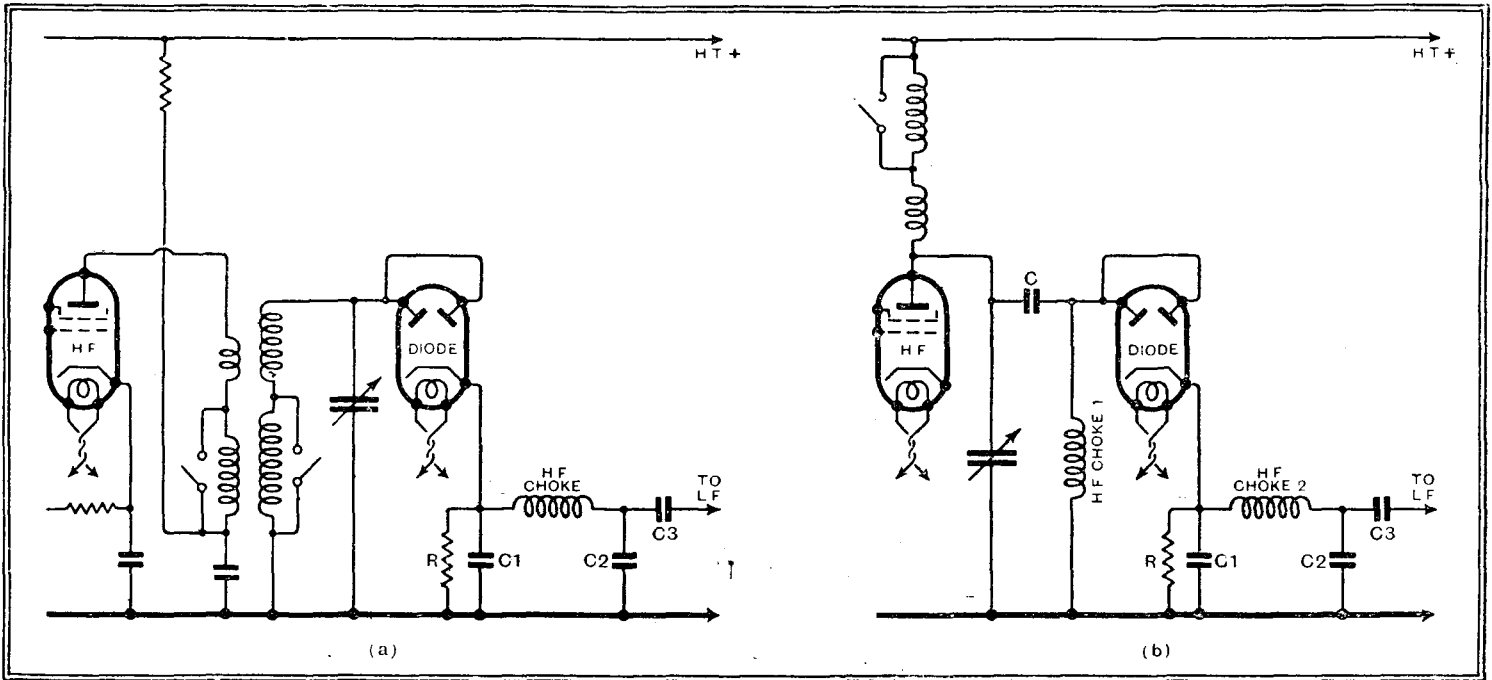 HT+
HF
DIODE
HF
CHOKE
TO
LF
R
C1
C2
C3
(a)
HT+
C
HF
DIODE
HF CHOKE 1
HF
CHOKE 2
TO
LF
R
C1
C2
C3
(b)